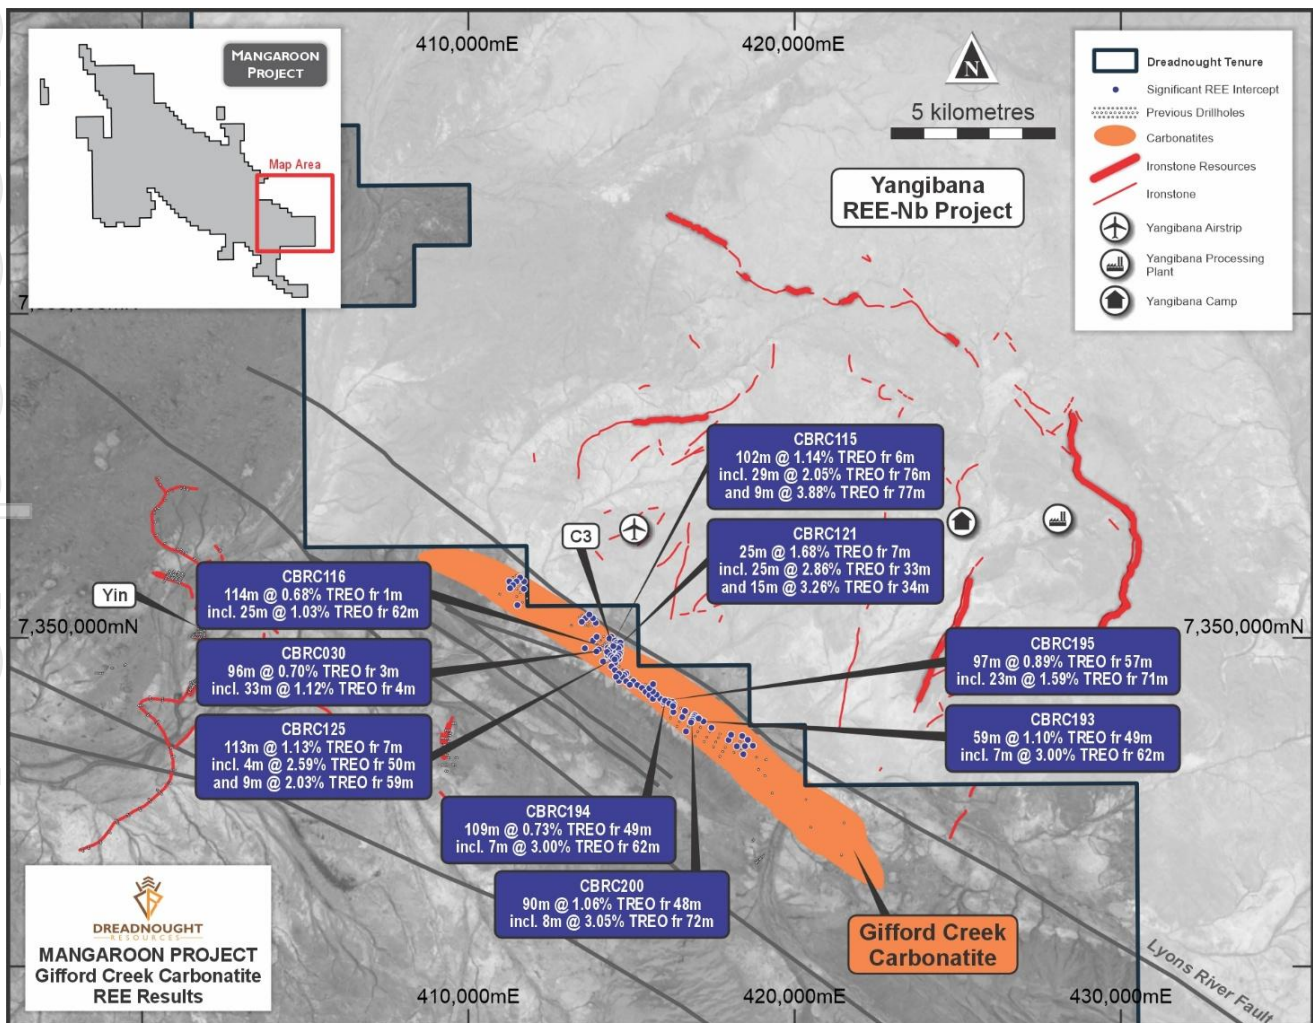 410,000mE
420,000mE
MANGAROON
PROJECT
Map Area
N
5 kilometres
Yangibana
REE-Nb Project
Dreadnought Tenure
Significant REE Intercept
Previous Drillholes
Carbonatites
Ironstone Resources
Ironstone
Yangibana Airstrip
Yangibana Processing
Plant
Yangibana Camp
CBRC115
102m @ 1.14% TREO fr 6m
incl. 29m @ 2.05% TREO fr 76m
and 9m @ 3.88% TREO fr 77m
C3
CBRC121
25m @ 1.68% TREO fr 7m
incl. 25m @ 2.86% TREO fr 33m
and 15m @ 3.26% TREO fr 34m
CBRC116
114m @ 0.68% TREO fr 1m
incl. 25m @ 1.03% TREO fr 62m
Yin
7,350,000mN
7,350,000mN
CBRC030
96m @ 0.70% TREO fr 3m
incl. 33m @ 1.12% TREO fr 4m
CBRC195
97m @ 0.89% TREO fr 57m
incl. 23m @ 1.59% TREO fr 71m
CBRC125
113m @ 1.13% TREO fr 7m
incl. 4m @ 2.59% TREO fr 50m
and 9m @ 2.03% TREO fr 59m
CBRC193
59m @ 1.10% TREO fr 49m
incl. 7m @ 3.00% TREO fr 62m
CBRC194
109m @ 0.73% TREO fr 49m
incl. 7m @ 3.00% TREO fr 62m
CBRC200
90m @ 1.06% TREO fr 48m
incl. 8m @ 3.05% TREO fr 72m
Gifford Creek
Carbonatite
Lyons River Fault
DREADNOUGHT
RESOURCES
MANGAROON PROJECT
Gifford Creek Carbonatite
REE Results
410,000mE
420,000mE
430,000mE